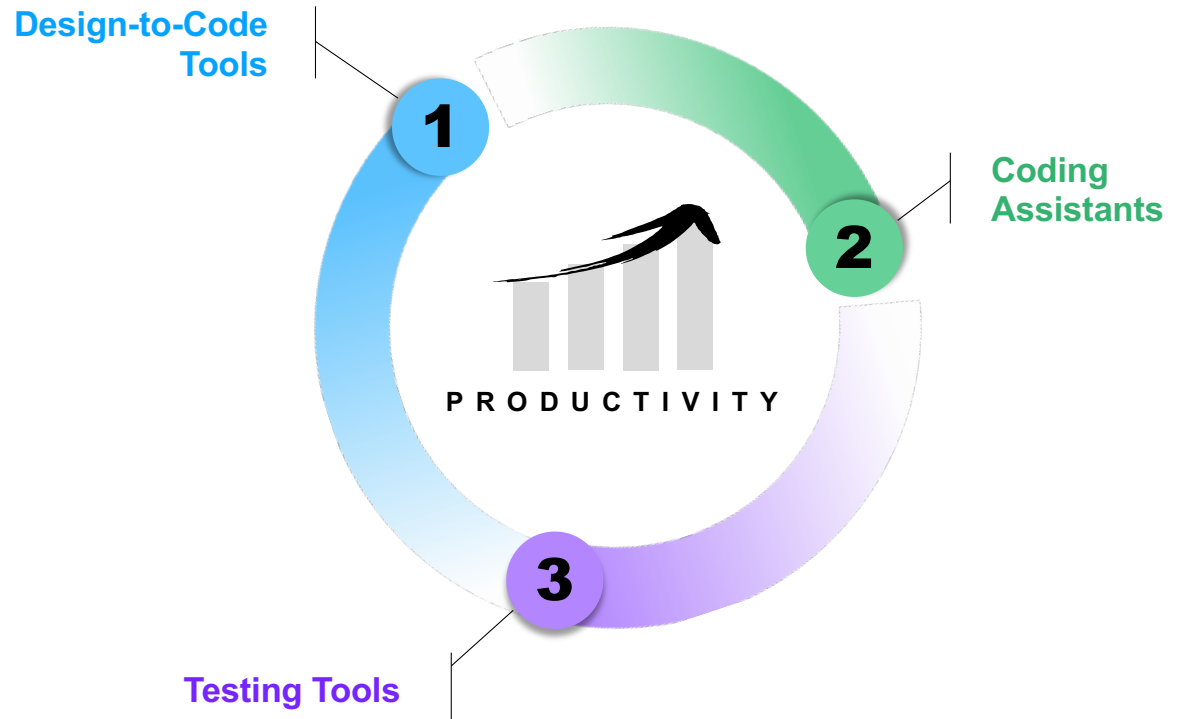 Design-to-Code
Tools
1
Coding
Assistants
2
PRODUCTIVITY
3
Testing Tools